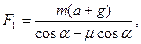 F₁ = m(a + g) / (cos α − μ cos α),